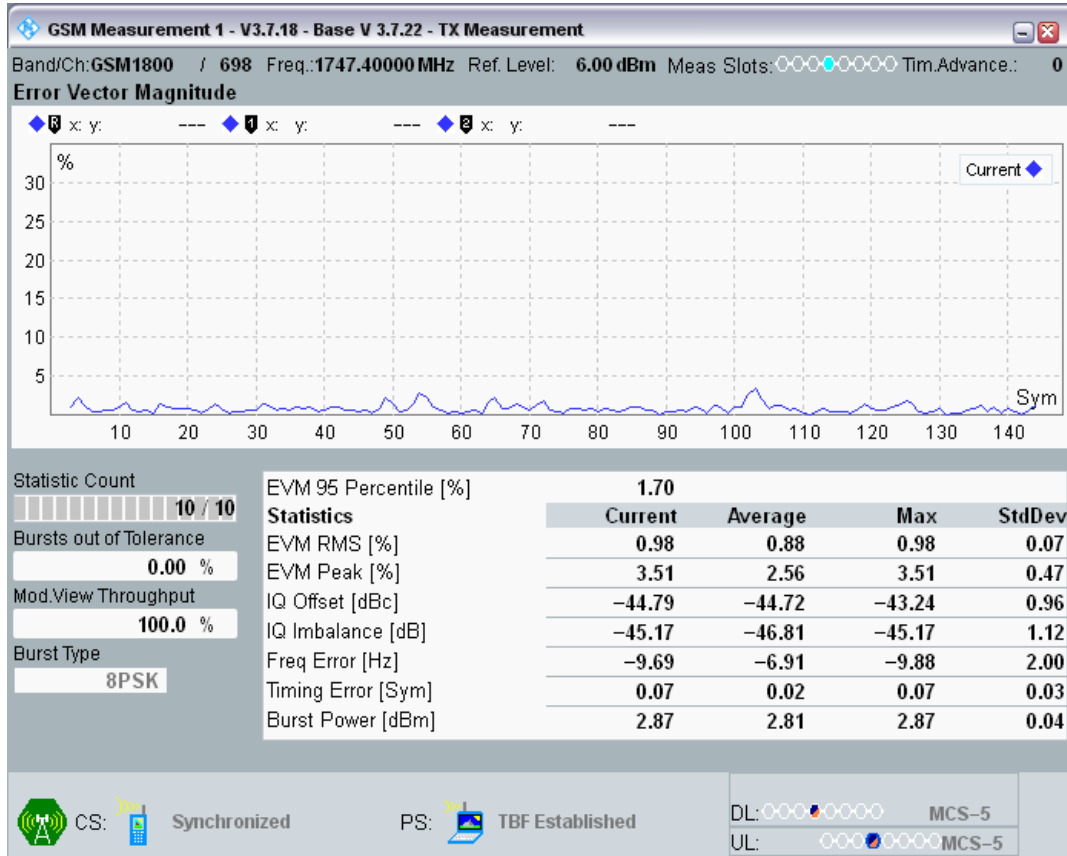 GSM Measurement 1 - V3.7.18 - Base V 3.7.22 - TX Measurement
Band/Ch:GSM1800 / 698 Freq.:1747.40000 MHz Ref. Level: 6.00 dBm Meas Slots: Tim.Advance.: 0
Error Vector Magnitude
R x: y: --- 1 x: y: --- 2 x: y: ---
%
Current
30
25
20
15
10
5
Sym
10 20 30 40 50 60 70 80 90 100 110 120 130 140
Statistic Count
10 / 10
Bursts out of Tolerance
0.00 %
Mod.View Throughput
100.0 %
Burst Type
8PSK
EVM 95 Percentile [%] 1.70
Statistics Current Average Max StdDev
EVM RMS [%] 0.98 0.88 0.98 0.07
EVM Peak [%] 3.51 2.56 3.51 0.47
IQ Offset [dBc] −44.79 −44.72 −43.24 0.96
IQ Imbalance [dB] −45.17 −46.81 −45.17 1.12
Freq Error [Hz] −9.69 −6.91 −9.88 2.00
Timing Error [Sym] 0.07 0.02 0.07 0.03
Burst Power [dBm] 2.87 2.81 2.87 0.04
CS: Synchronized PS: TBF Established
DL: MCS−5
UL: MCS−5